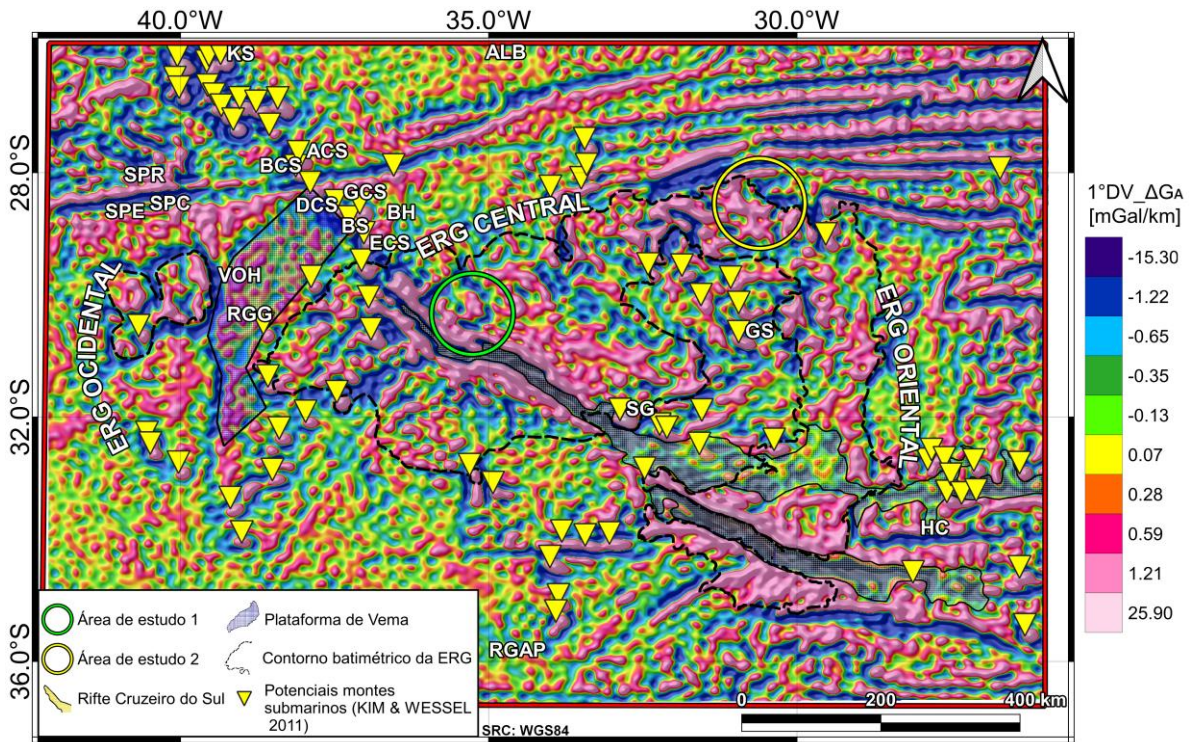 40.0°W 35.0°W 30.0°W
KS
ALB
28.0°S
BCS
ACS
SPR
SPE
SPC
DCS
GCS
BS
BH
ECS
ERG CENTRAL
VOH
RGG
ERG OCIDENTAL
GS
ERG ORIENTAL
32.0°S
SG
HC
36.0°S
RGAP
1°DV_ΔGA
[mGal/km]
-15.30
-1.22
-0.65
-0.35
-0.13
0.07
0.28
0.59
1.21
25.90
Área de estudo 1
Plataforma de Vema
Área de estudo 2
Contorno batimétrico da ERG
Rifte Cruzeiro do Sul
Potenciais montes
submarinos (KIM & WESSEL
2011)
SRC: WGS84
0 200 400 km